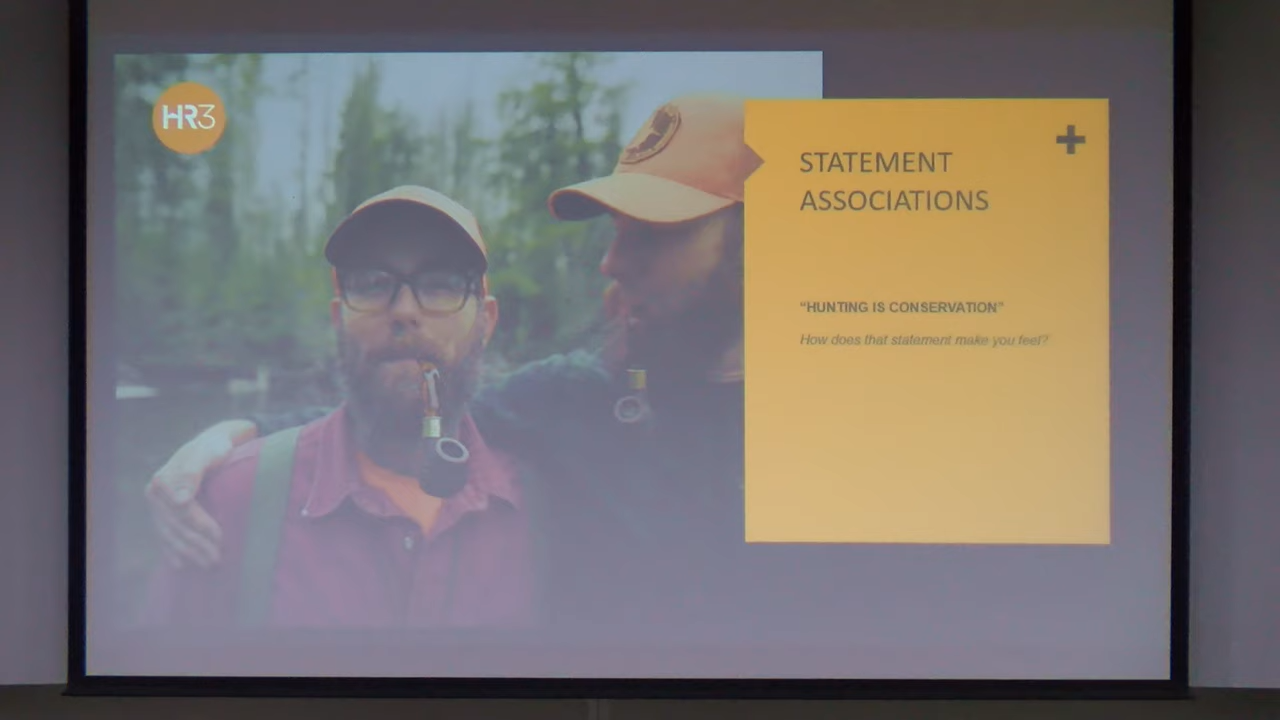 HR3
STATEMENT
ASSOCIATIONS
“HUNTING IS CONSERVATION”
How does that statement make you feel?